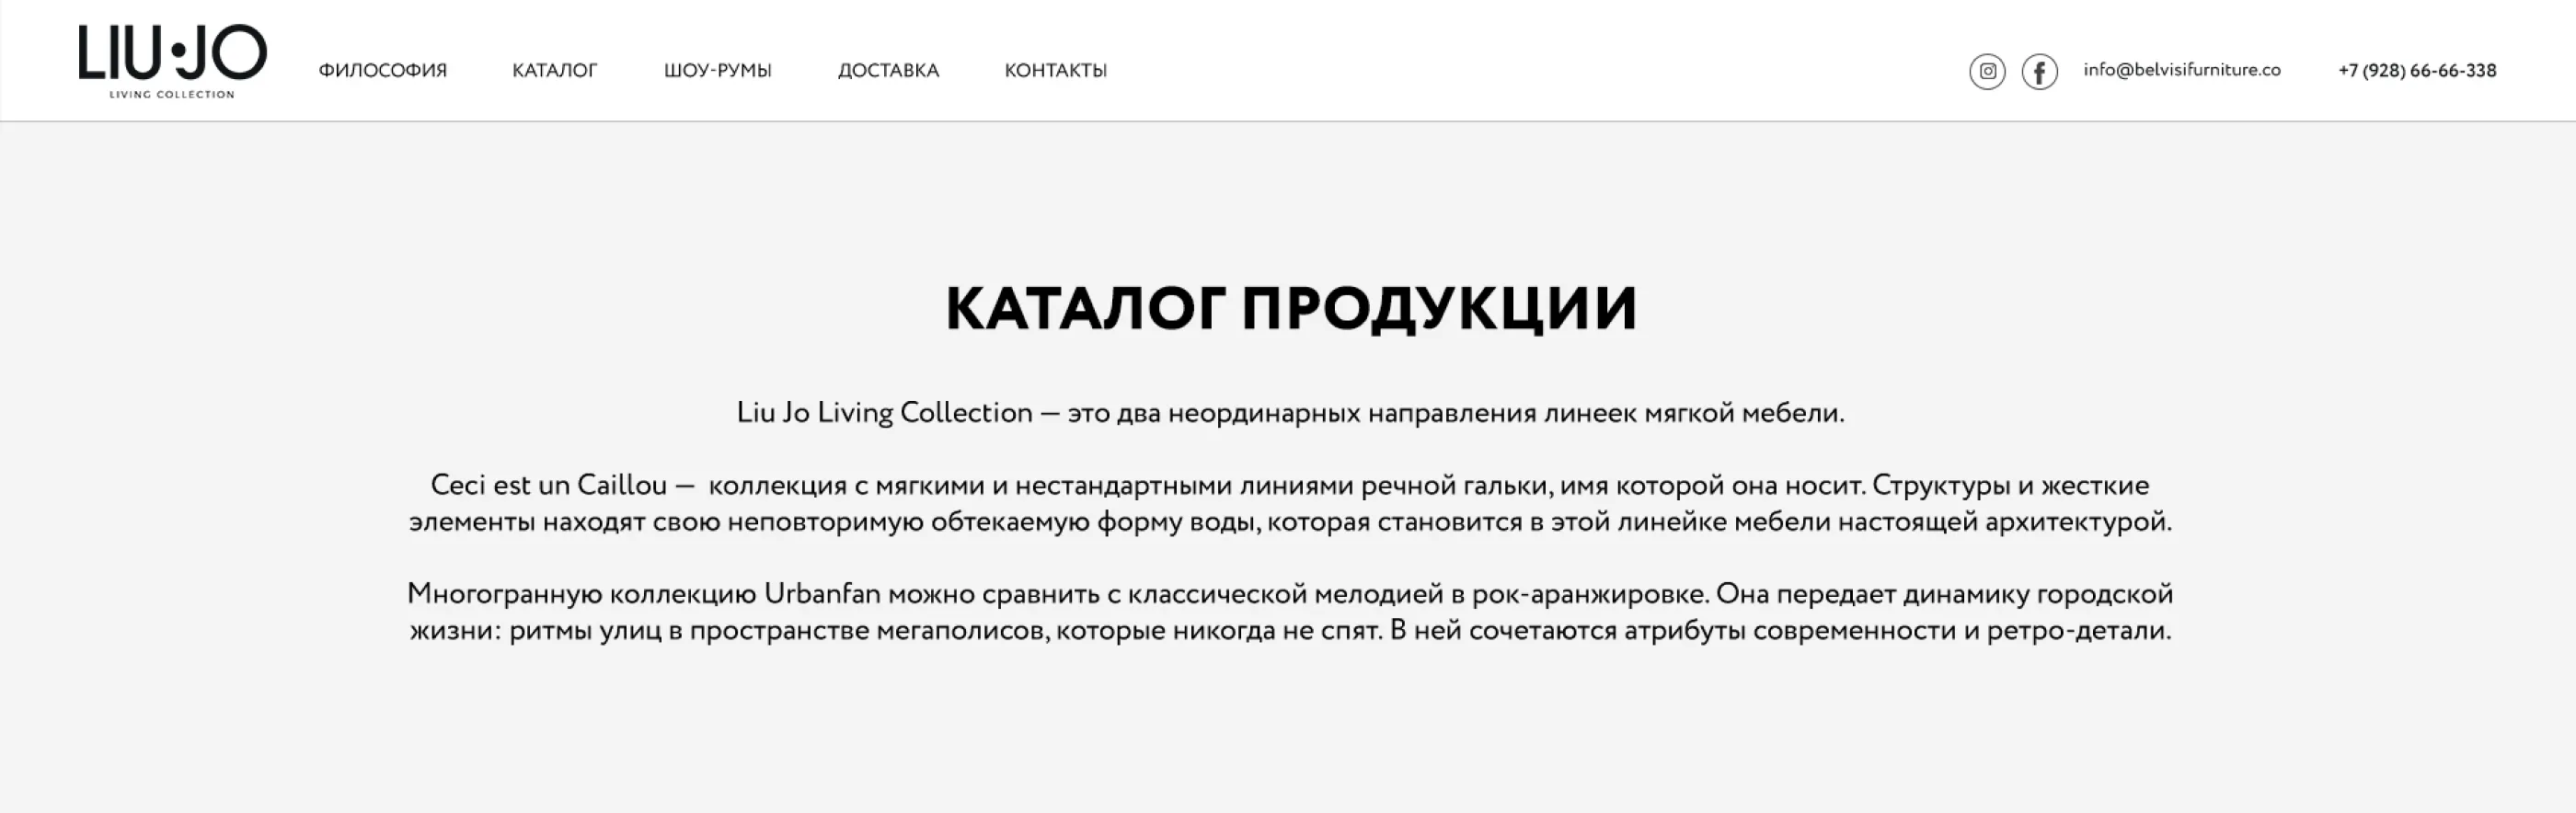 LIU·JO
LIVING COLLECTION
ФИЛОСОФИЯ
КАТАЛОГ
ШОУ-РУМЫ
ДОСТАВКА
КОНТАКТЫ
info@belvisifurniture.co
+7 (928) 66-66-338
КАТАЛОГ ПРОДУКЦИИ
Liu Jo Living Collection — это два неординарных направления линеек мягкой мебели.
Ceci est un Caillou — коллекция с мягкими и нестандартными линиями речной гальки, имя которой она носит. Структуры и жесткие
элементы находят свою неповторимую обтекаемую форму воды, которая становится в этой линейке мебели настоящей архитектурой.
Многогранную коллекцию Urbanfan можно сравнить с классической мелодией в рок-аранжировке. Она передает динамику городской
жизни: ритмы улиц в пространстве мегаполисов, которые никогда не спят. В ней сочетаются атрибуты современности и ретро-детали.